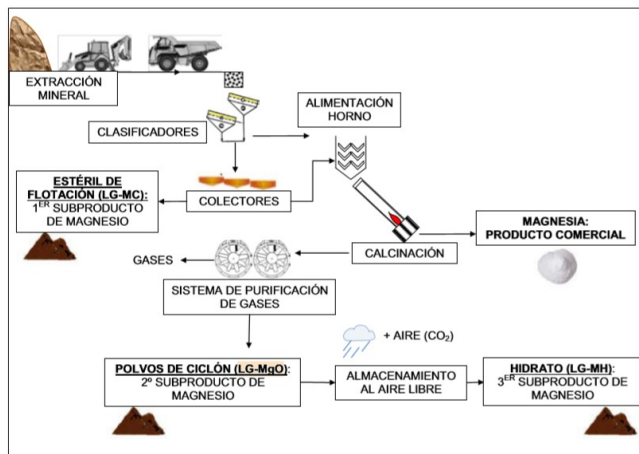 EXTRACCIÓN
MINERAL
CLASIFICADORES
ALIMENTACIÓN
HORNO
ESTÉRIL DE
FLOTACIÓN (LG-MC):
1ER SUBPRODUCTO
DE MAGNESIO
COLECTORES
MAGNESIA:
PRODUCTO COMERCIAL
CALCINACIÓN
GASES
SISTEMA DE PURIFICACIÓN
DE GASES
+ AIRE (CO2)
POLVOS DE CICLÓN (LG-MgO):
2º SUBPRODUCTO DE
MAGNESIO
ALMACENAMIENTO
AL AIRE LIBRE
HIDRATO (LG-MH):
3ER SUBPRODUCTO DE
MAGNESIO